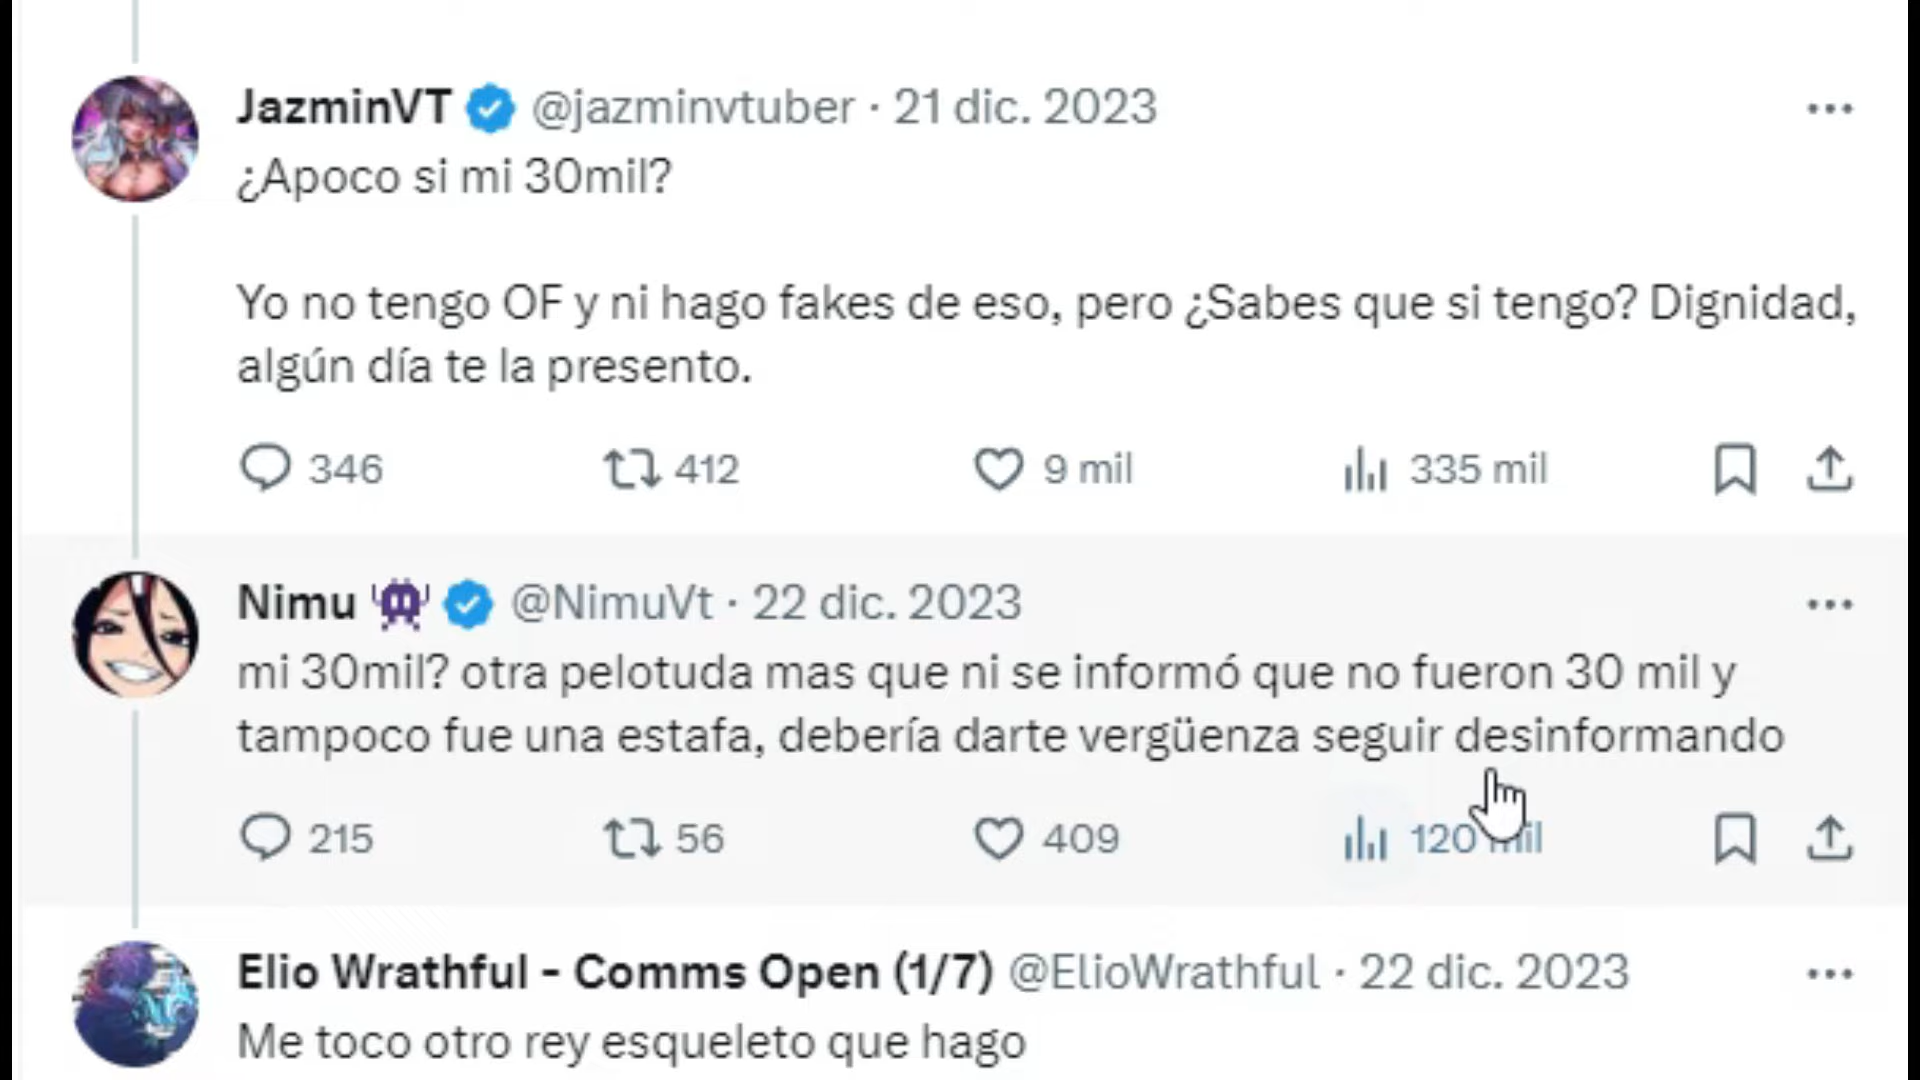 JazminVT @jazminvtuber · 21 dic. 2023
¿Apoco si mi 30mil?
Yo no tengo OF y ni hago fakes de eso, pero ¿Sabes que si tengo? Dignidad,
algún día te la presento.
346 412 9 mil 335 mil
Nimu @NimuVt · 22 dic. 2023
mi 30mil? otra pelotuda mas que ni se informó que no fueron 30 mil y
tampoco fue una estafa, debería darte vergüenza seguir desinformando
215 56 409 120 mil
Elio Wrathful - Comms Open (1/7) @ElioWrathful · 22 dic. 2023
Me toco otro rey esqueleto que hago